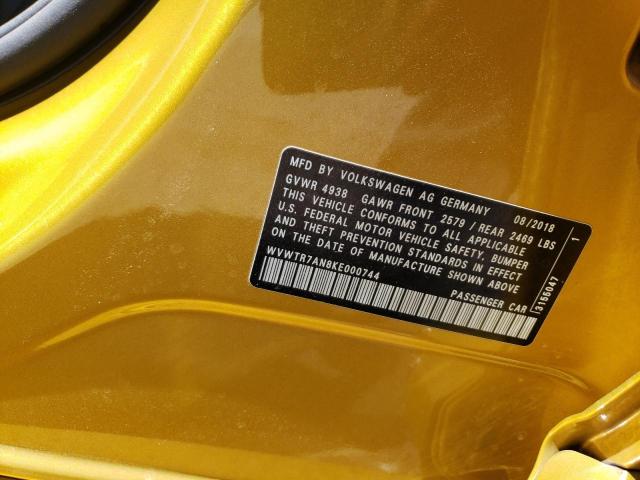 MFD BY VOLKSWAGEN AG GERMANY 08/2018
GVWR 4938 GAWR FRONT 2579 / REAR 2469 LBS
THIS VEHICLE CONFORMS TO ALL APPLICABLE
U.S. FEDERAL MOTOR VEHICLE SAFETY, BUMPER
AND THEFT PREVENTION STANDARDS IN EFFECT
ON THE DATE OF MANUFACTURE SHOWN ABOVE
WVWTR7AN8KE000744
PASSENGER CAR
3156047 1